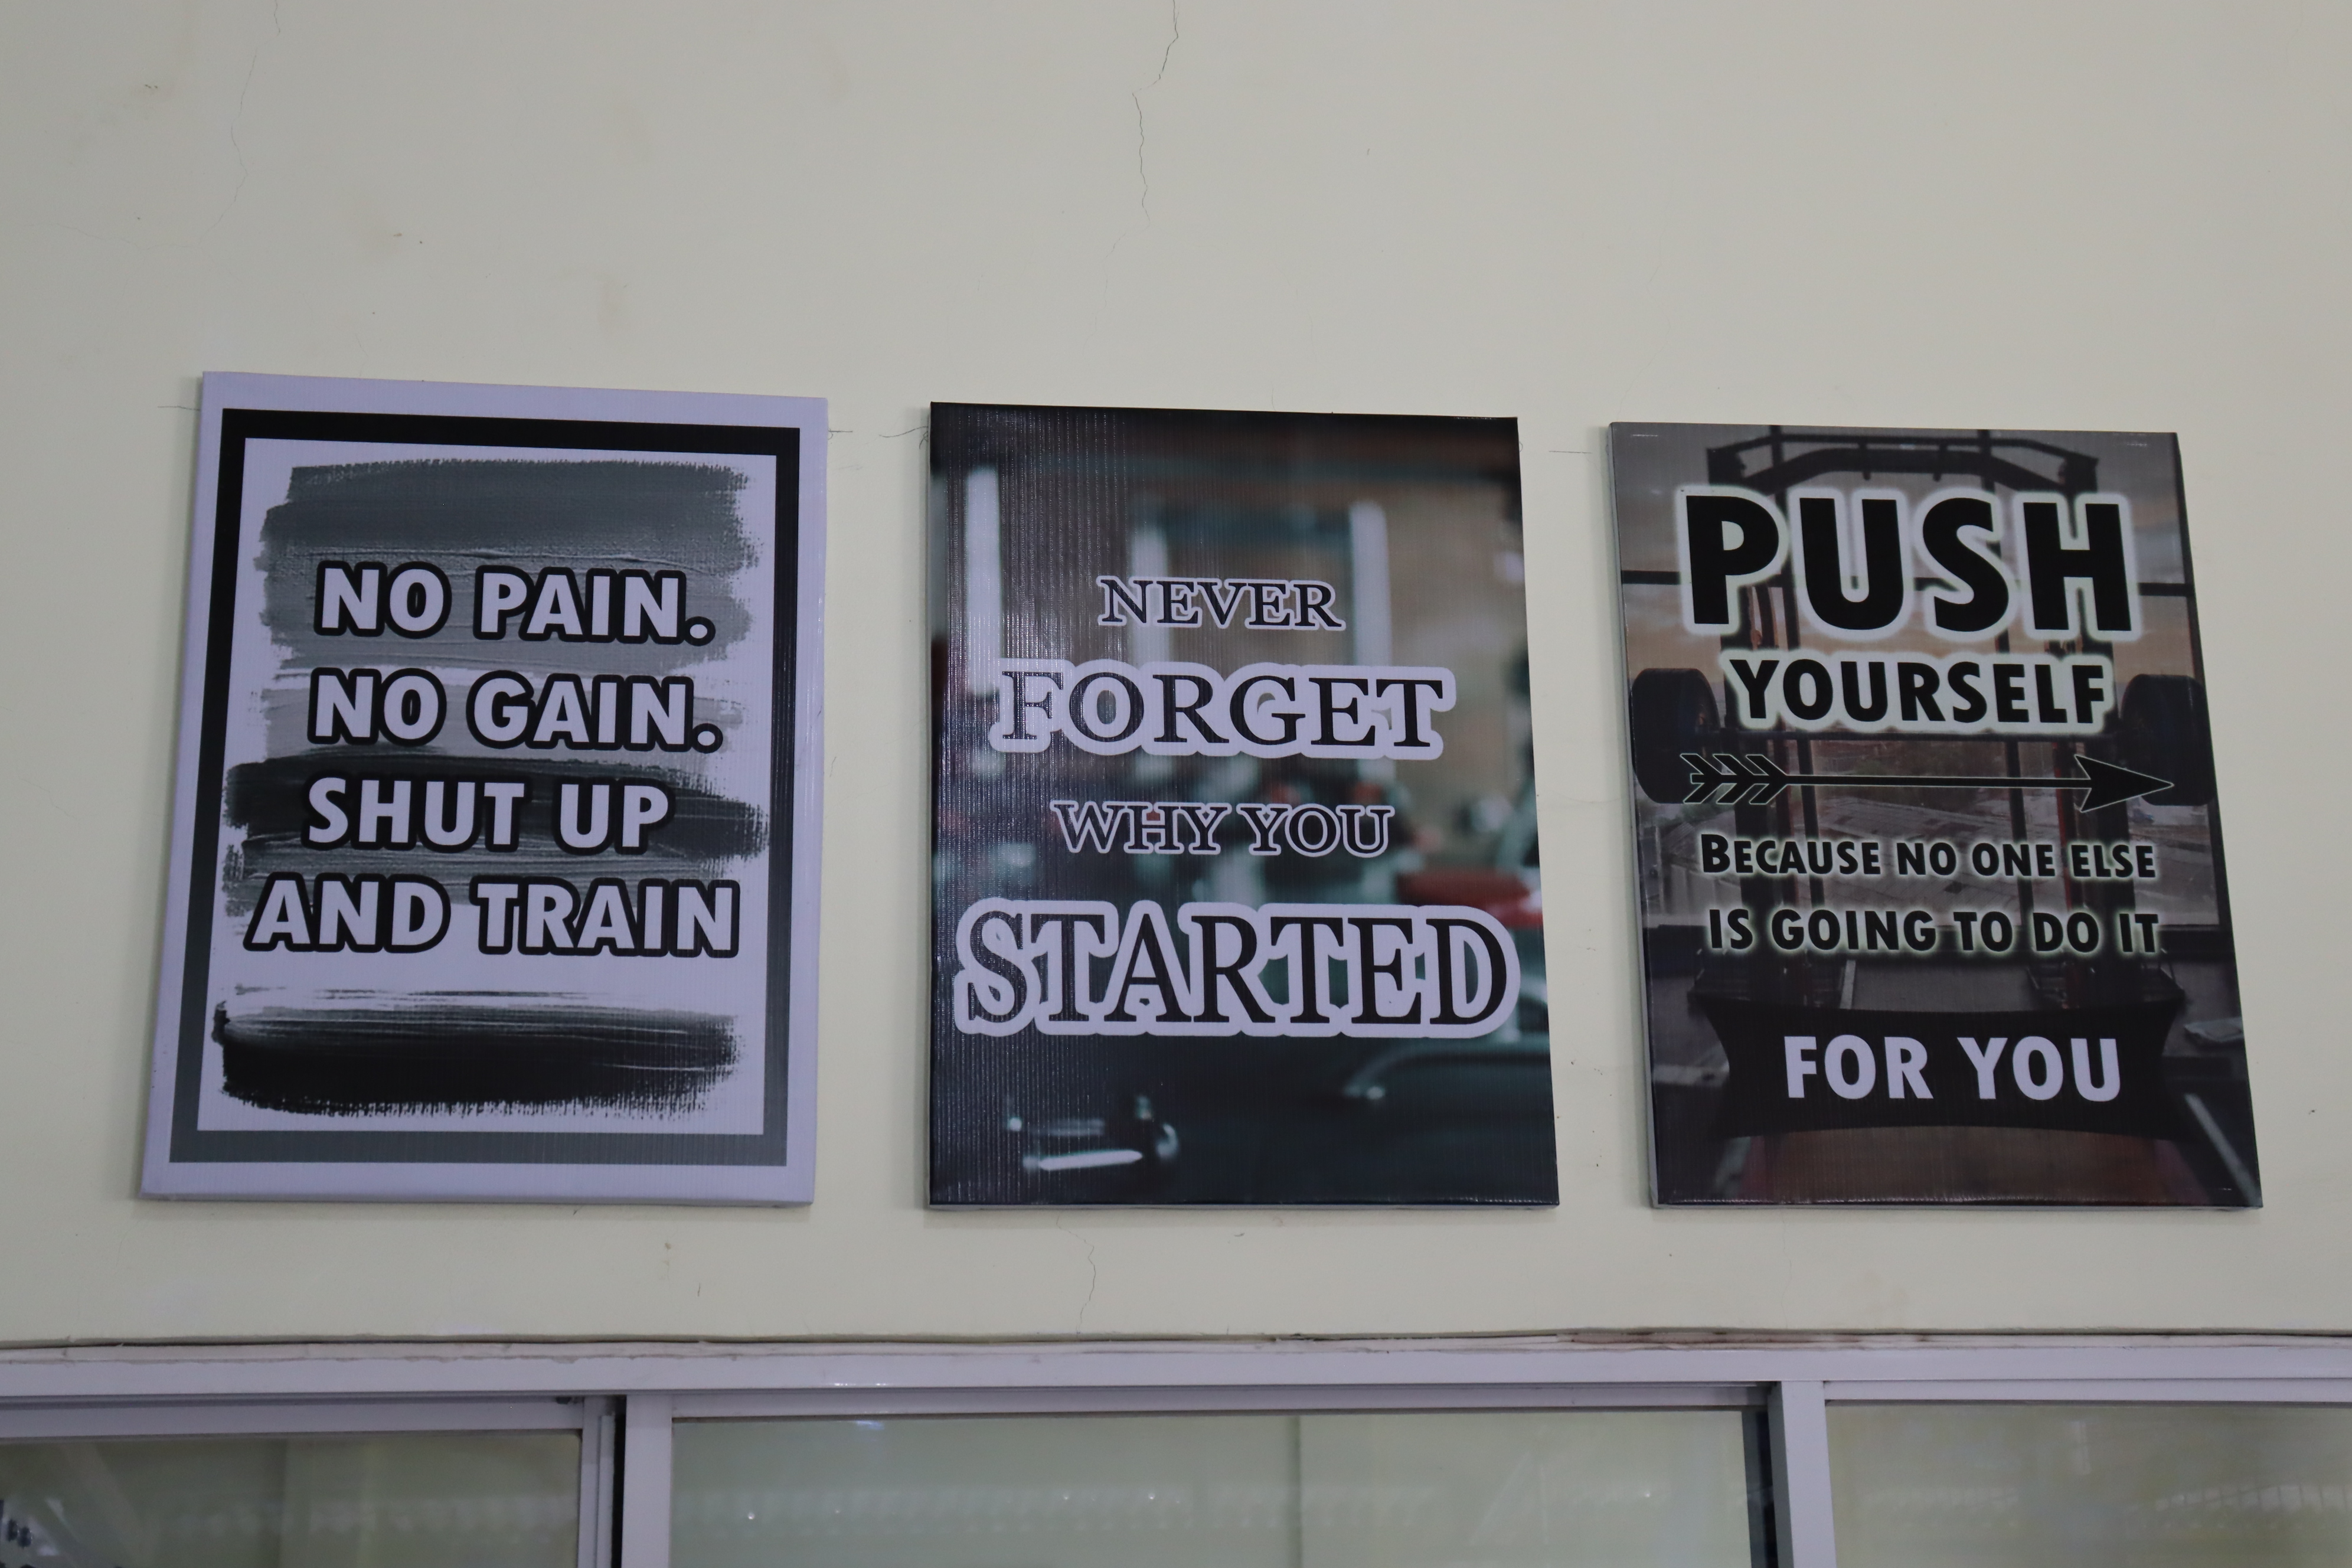 NO PAIN.
NO GAIN.
SHUT UP
AND TRAIN
NEVER
FORGET
WHY YOU
STARTED
PUSH
YOURSELF
BECAUSE NO ONE ELSE
IS GOING TO DO IT
FOR YOU